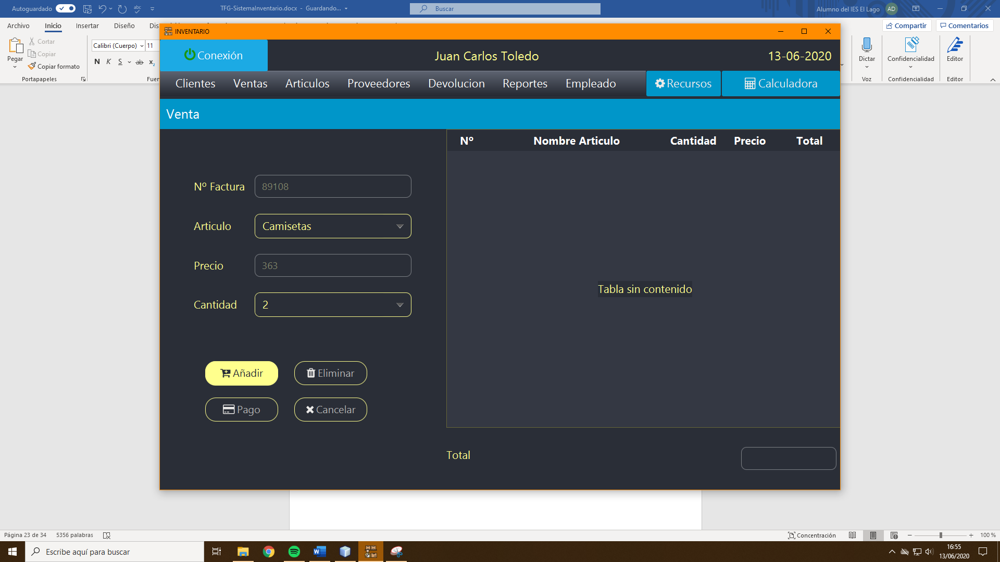 Autoguardado
TFG-SistemaInventario.docx - Guardando...
Buscar
Alumno del IES El Lago AD
Archivo Inicio Insertar Diseño Dis
Compartir Comentarios
Pegar
Cortar
Copiar
Copiar formato
Portapapeles
Calibri (Cuerpo) 11
N K S ab x₂
Fuen
Dictar
Voz
Confidencialidad
Confidencialidad
Editor
Editor
INVENTARIO
Conexión
Juan Carlos Toledo
13-06-2020
Clientes Ventas Articulos Proveedores Devolucion Reportes Empleado Recursos Calculadora
Venta
Nº Nombre Articulo Cantidad Precio Total
Nº Factura 89108
Articulo Camisetas
Precio 363
Cantidad 2
Tabla sin contenido
Añadir Eliminar
Pago Cancelar
Total
Página 23 de 34 5356 palabras
Concentración
100 %
Escribe aquí para buscar
16:55
13/06/2020